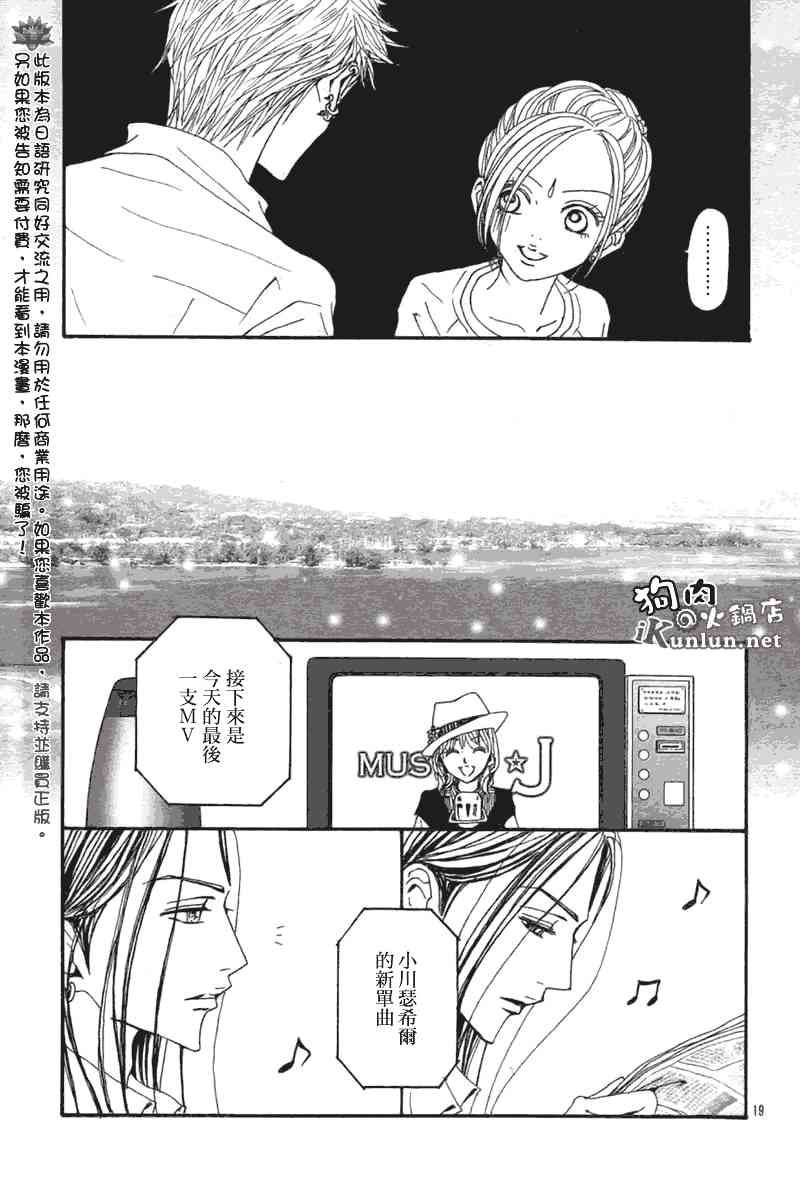 此版本為日語研究同好交流之用，請勿用於任何商業用途。如果您喜歡本作品，請支持並購買正版。
另如果您被告知需要付費，才能看到本漫畫，那麼，您被騙了！
………
狗肉の火鍋店
iKunlun.net
接下來是
今天的最後
一支MV
MUS
★J
小川瑟希爾
的新單曲
19